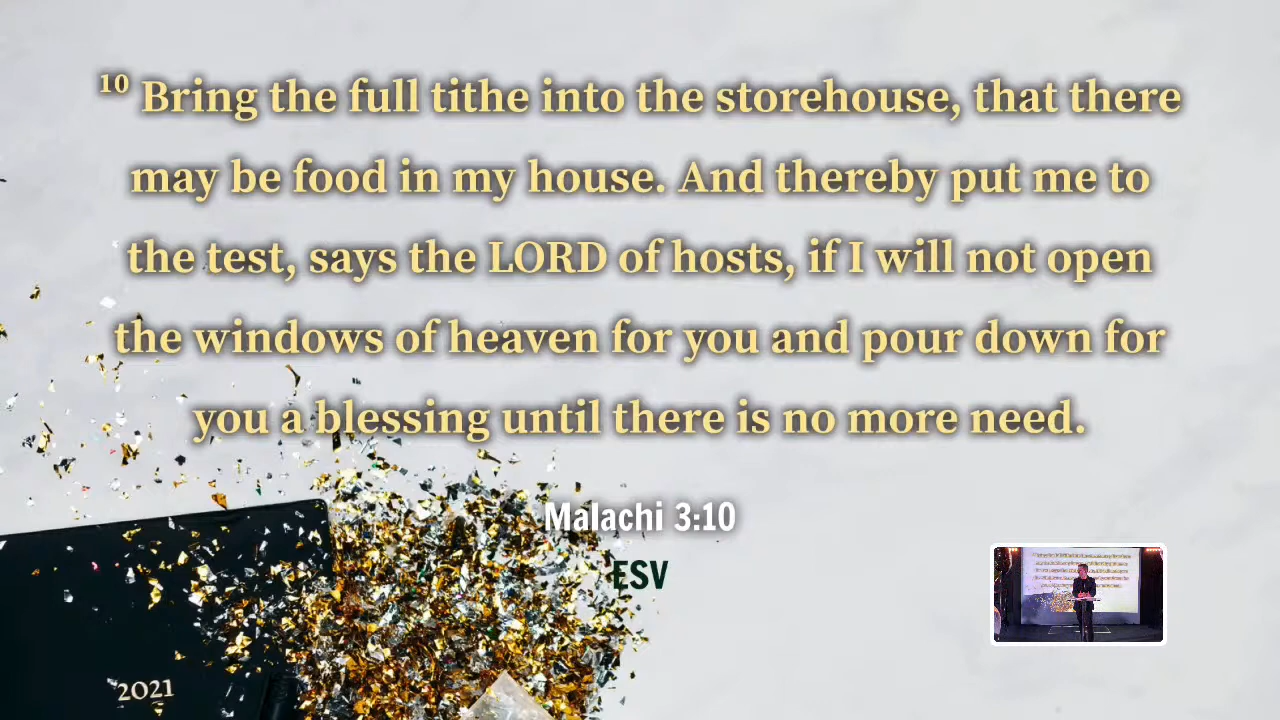 10 Bring the full tithe into the storehouse, that there
may be food in my house. And thereby put me to
the test, says the LORD of hosts, if I will not open
the windows of heaven for you and pour down for
you a blessing until there is no more need.
Malachi 3:10
ESV
2021